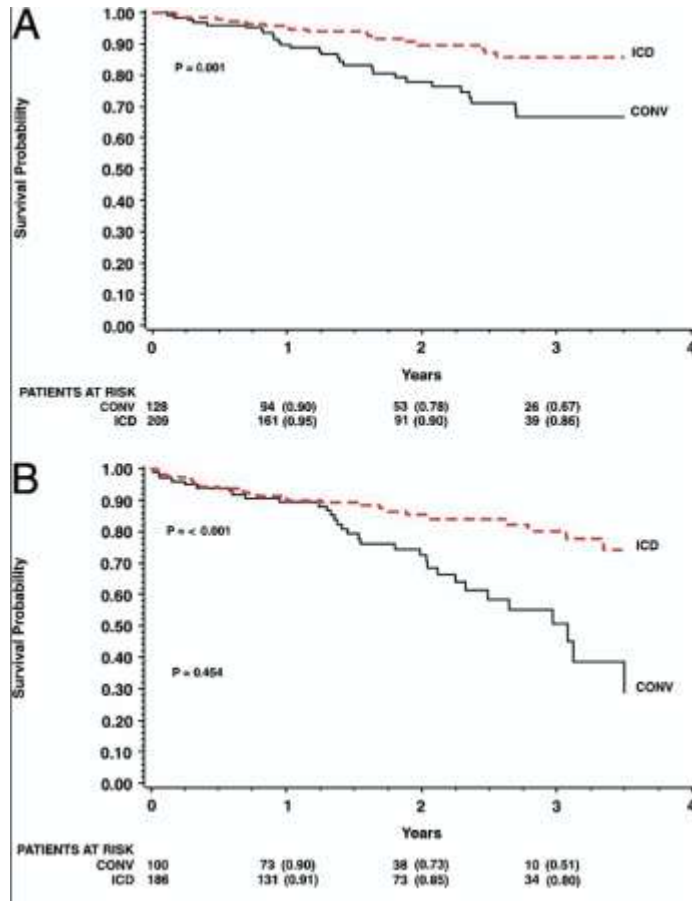 A
1.00
0.90
0.80
0.70
0.60
0.50
0.40
0.30
0.20
0.10
0.00
Survival Probability
P = 0.001
ICD
CONV
0 1 2 3 4
Years
PATIENTS AT RISK
CONV 128 94 (0.90) 53 (0.78) 26 (0.67)
ICD 209 161 (0.95) 91 (0.90) 39 (0.86)
B
1.00
0.90
0.80
0.70
0.60
0.50
0.40
0.30
0.20
0.10
0.00
Survival Probability
P = < 0.001
ICD
P = 0.454
CONV
0 1 2 3 4
Years
PATIENTS AT RISK
CONV 100 73 (0.90) 38 (0.73) 10 (0.51)
ICD 186 131 (0.91) 73 (0.85) 34 (0.80)